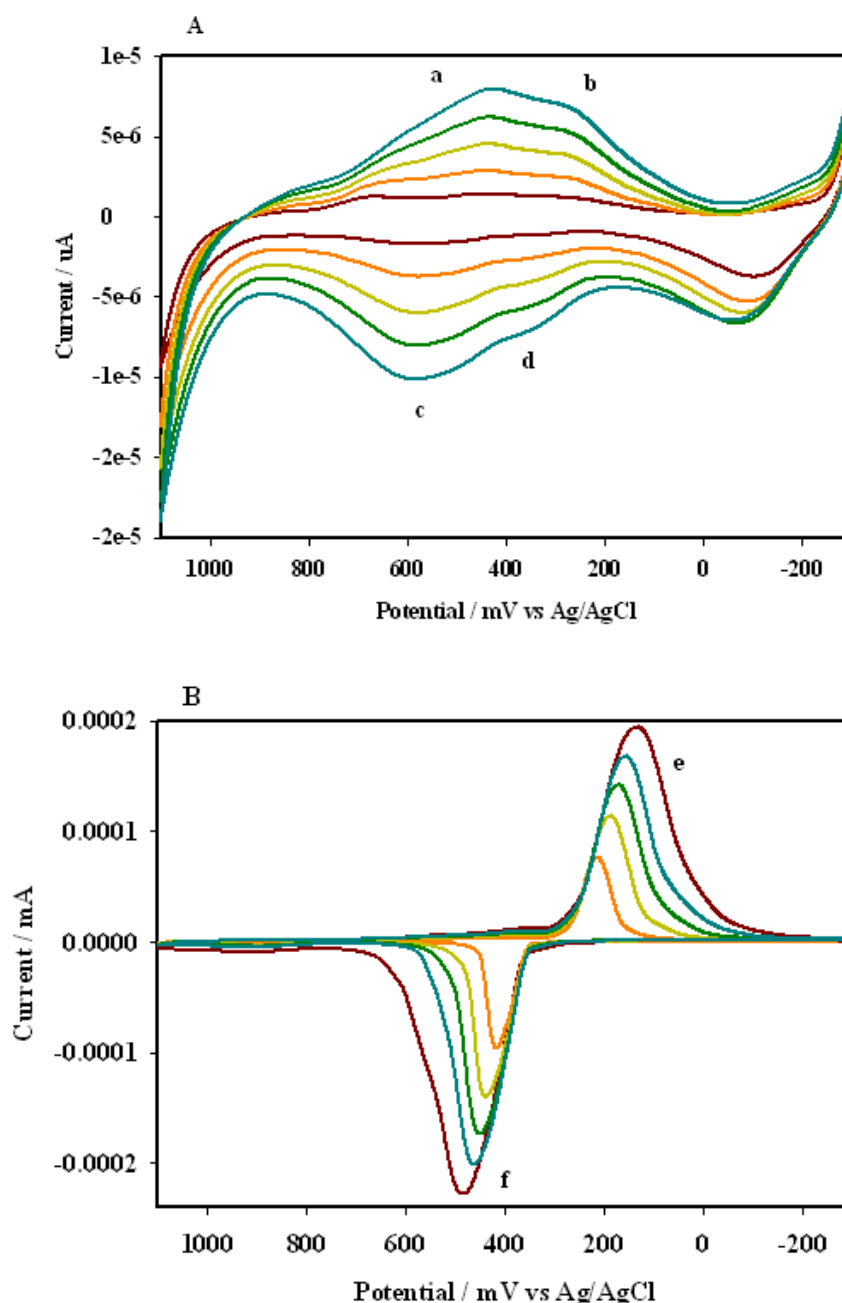 A
1e-5
a
b
5e-6
0
Current / uA
-5e-6
d
-1e-5
c
-2e-5
-2e-5
1000 800 600 400 200 0 -200
Potential / mV vs Ag/AgCl
B
0.0002
e
0.0001
0.0000
Current / mA
-0.0001
-0.0002
f
1000 800 600 400 200 0 -200
Potential / mV vs Ag/AgCl